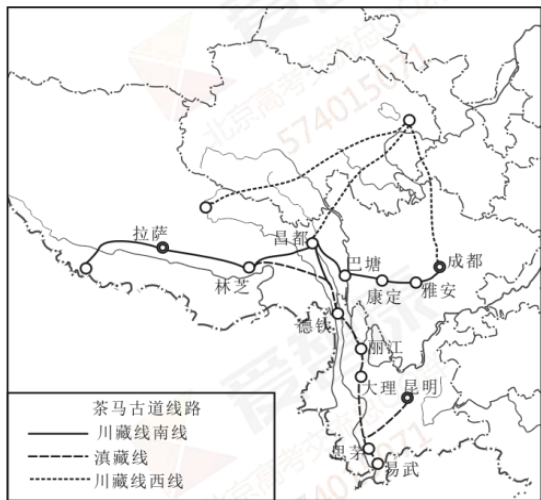 574015071
拉萨
昌都
成都
巴塘
林芝
康定
雅安
德钦
丽江
大理
昆明
思茅
易武
茶马古道线路
川藏线南线
滇藏线
川藏线西线